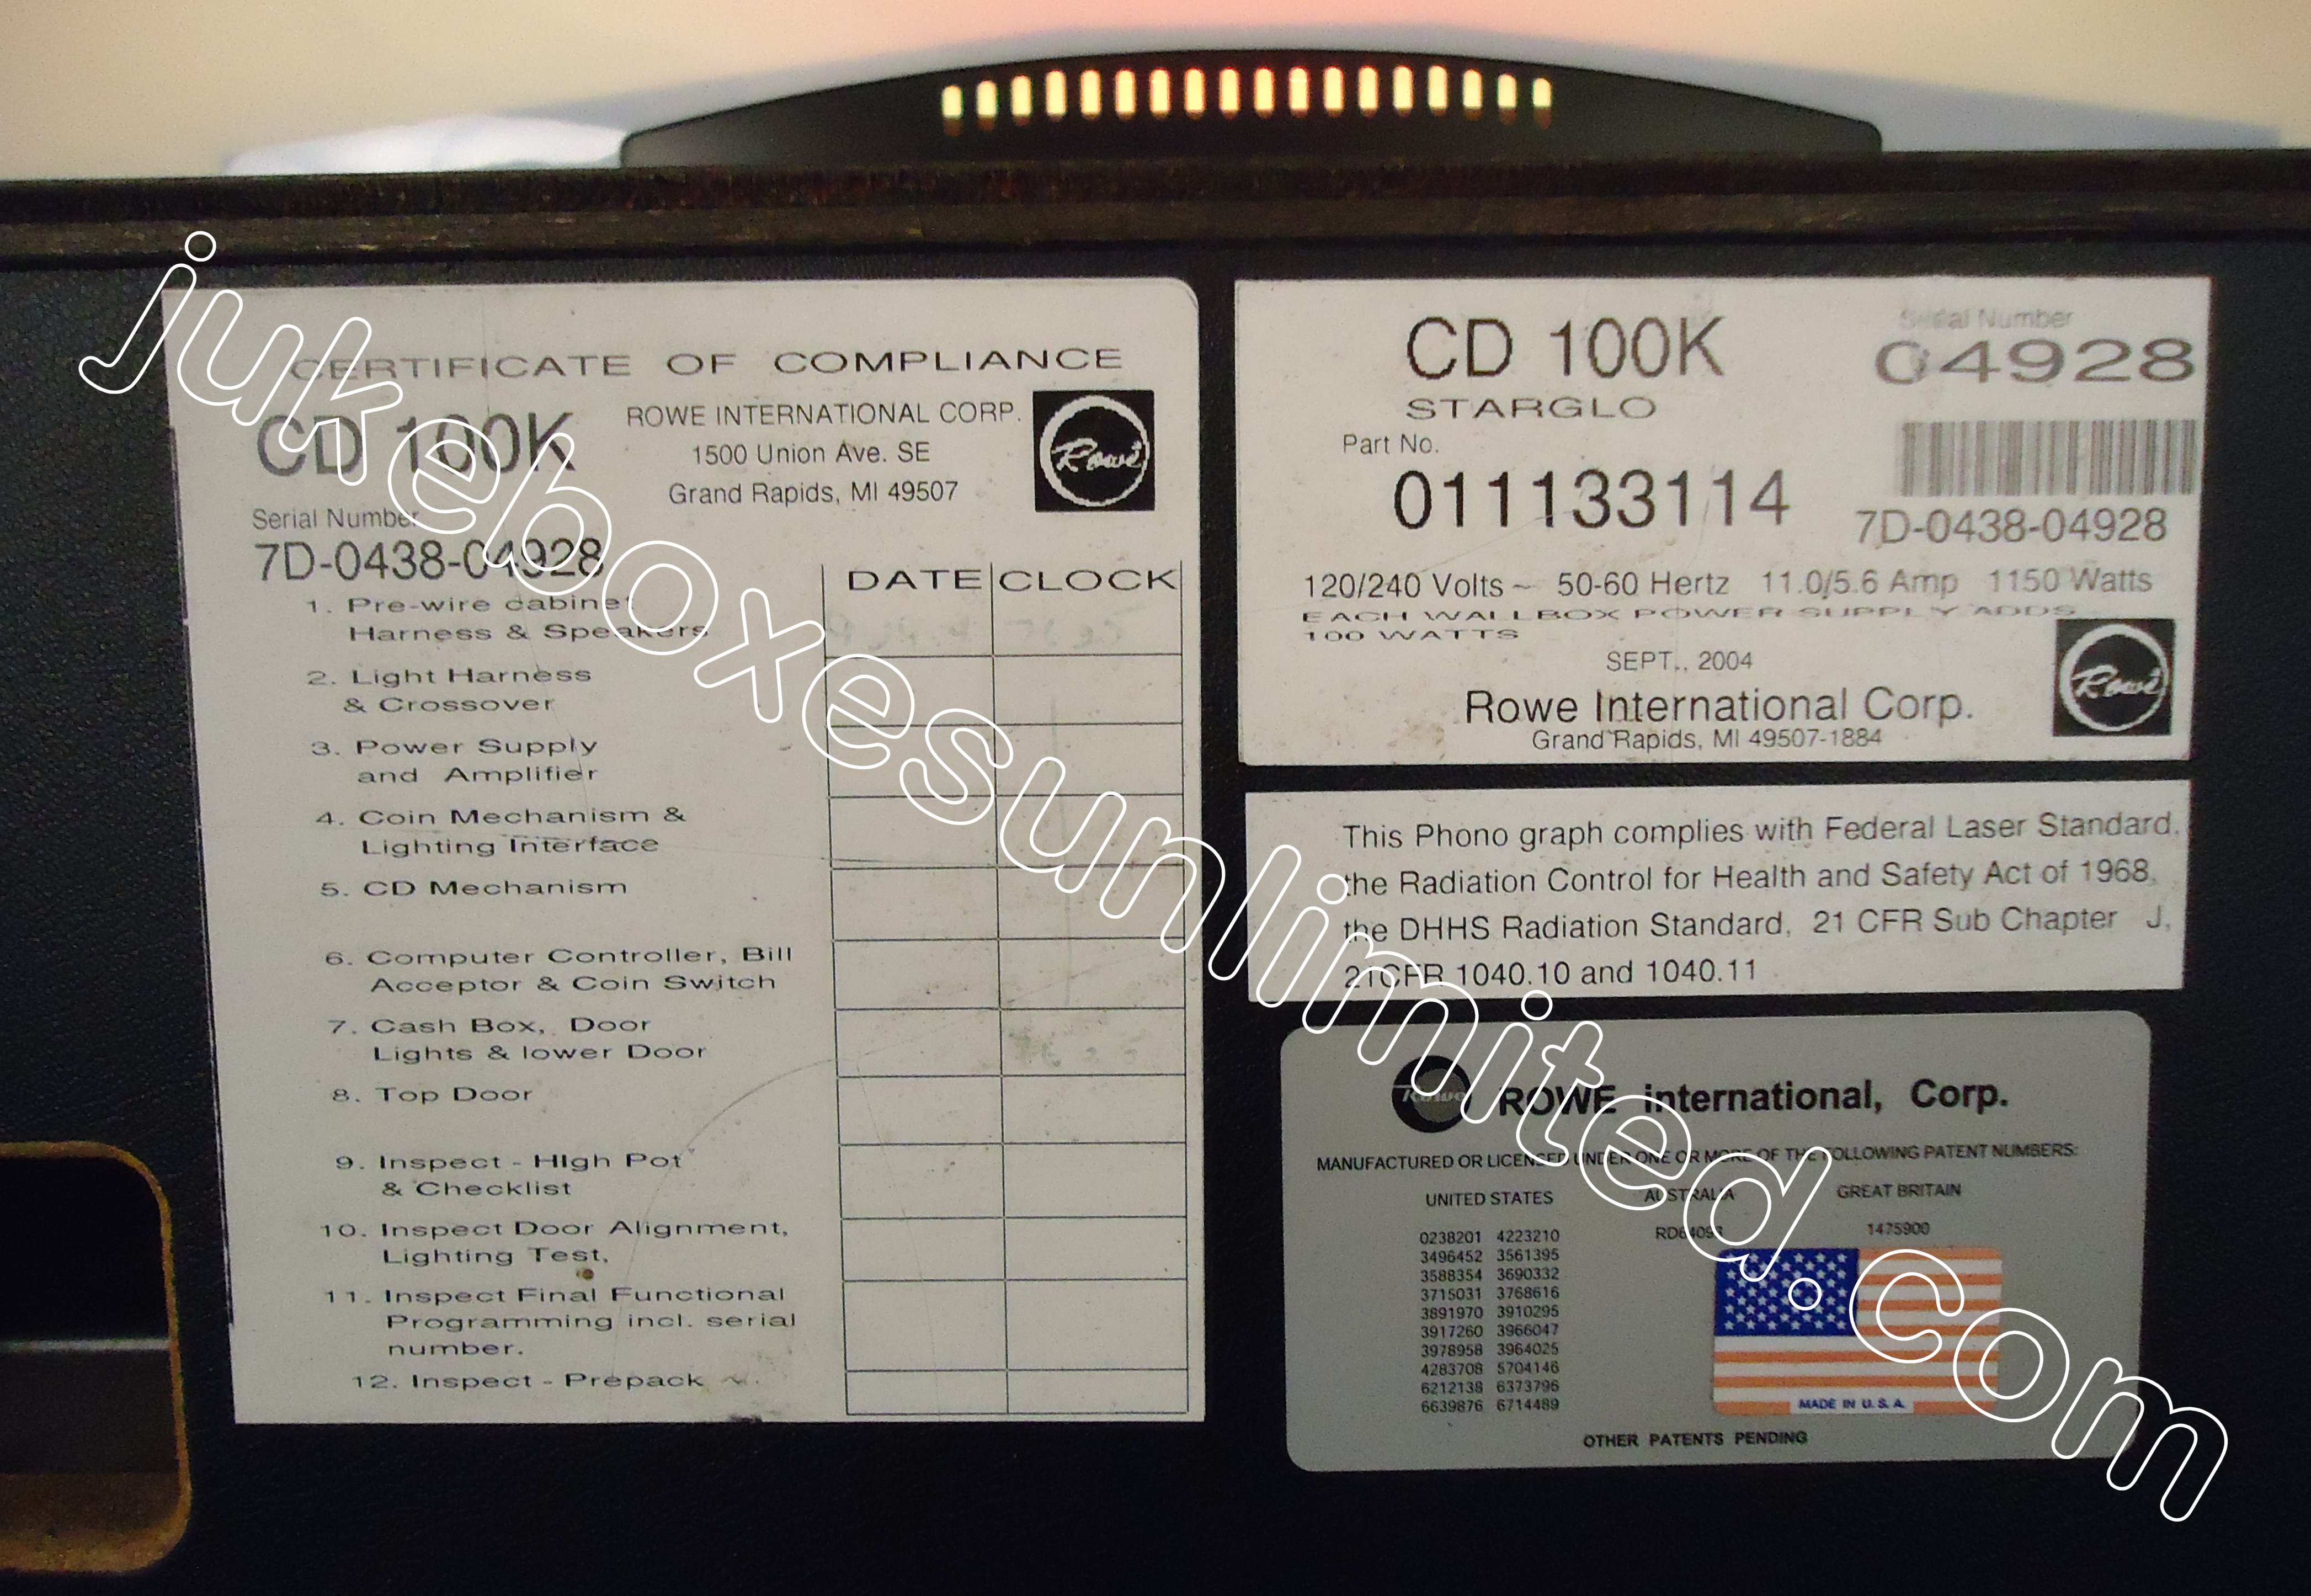 CERTIFICATE OF COMPLIANCE
CD 100K
ROWE INTERNATIONAL CORP.
1500 Union Ave. SE
Grand Rapids, MI 49507
Rowe
Serial Number
7D-0438-04928
DATE CLOCK
1. Pre-wire cabinet
Harness & Speakers
2. Light Harness
& Crossover
3. Power Supply
and Amplifier
4. Coin Mechanism &
Lighting Interface
5. CD Mechanism
6. Computer Controller, Bill
Acceptor & Coin Switch
7. Cash Box, Door
Lights & lower Door
8. Top Door
9. Inspect - HIgh Pot
& Checklist
10. Inspect Door Alignment,
Lighting Test,
11. Inspect Final Functional
Programming incl. serial
number.
12. Inspect - Prepack
CD 100K
STARGLO
Serial Number
04928
Part No.
011133114
7D-0438-04928
120/240 Volts ~ 50-60 Hertz 11.0/5.6 Amp 1150 Watts
EACH WALLBOX POWER SUPPLY ADDS
100 WATTS
SEPT., 2004
Rowe International Corp.
Grand Rapids, MI 49507-1884
Rowe
This Phono graph complies with Federal Laser Standard,
the Radiation Control for Health and Safety Act of 1968,
the DHHS Radiation Standard, 21 CFR Sub Chapter J,
21CFR 1040.10 and 1040.11
Rowe
ROWE international, Corp.
MANUFACTURED OR LICENSED UNDER ONE OR MORE OF THE FOLLOWING PATENT NUMBERS:
UNITED STATES AUSTRALIA GREAT BRITAIN
0238201 4223210 1475900
3496452 3561395
3588354 3690332
3715031 3768616
3891970 3910295
3917260 3966047
3978958 3964025
4283708 5704146
6212138 6373796
6639876 6714489
MADE IN U.S.A.
OTHER PATENTS PENDING
jukeboxesunlimited.com